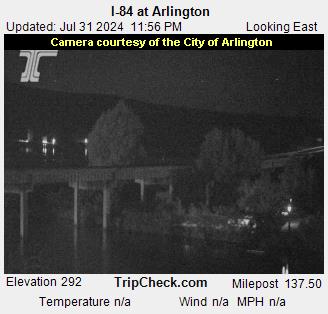 I-84 at Arlington
Updated: Jul 31 2024 11:56 PM Looking East
Camera courtesy of the City of Arlington
Elevation 292 TripCheck.com Milepost 137.50
Temperature n/a Wind n/a MPH n/a